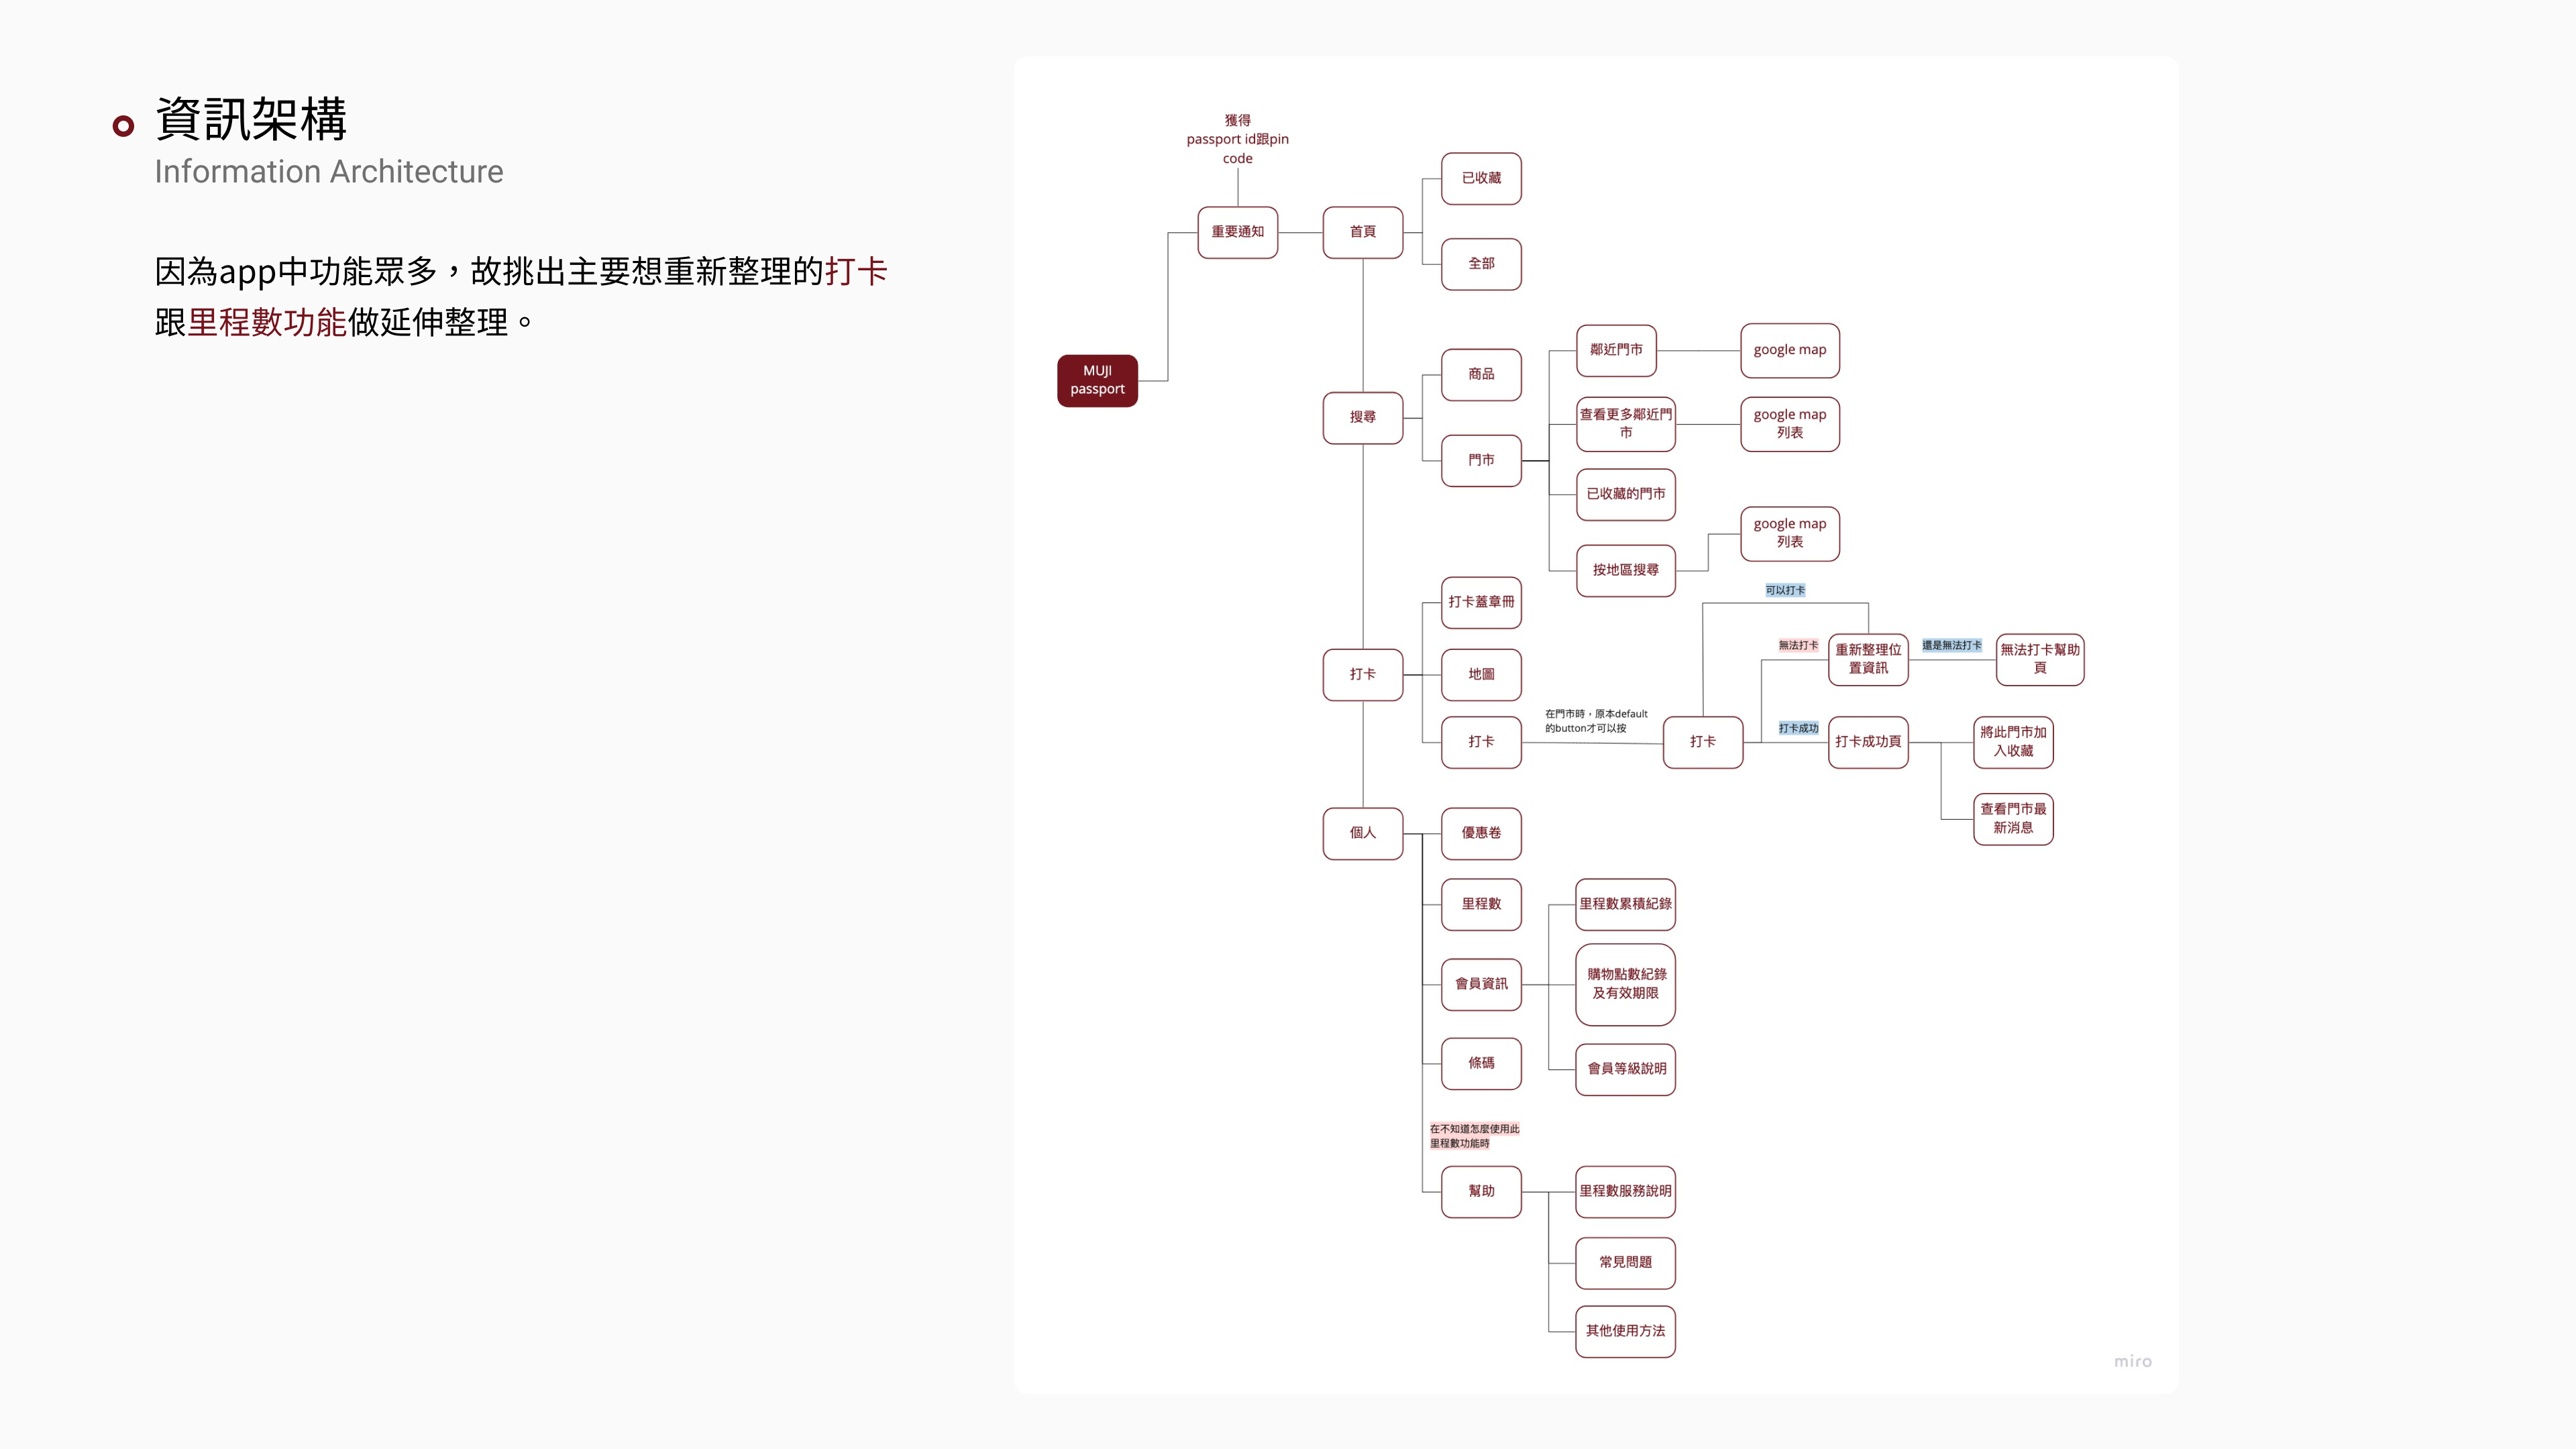 資訊架構
Information Architecture
因為app中功能眾多，故挑出主要想重新整理的打卡
跟里程數功能做延伸整理。
MUJI
passport
獲得
passport id跟pin
code
重要通知
首頁
已收藏
全部
搜尋
商品
門市
鄰近門市
google map
查看更多鄰近門
市
google map
列表
已收藏的門市
按地區搜尋
google map
列表
打卡
打卡蓋章冊
地圖
打卡
在門市時，原本default
的button才可以按
打卡
可以打卡
無法打卡
重新整理位
置資訊
還是無法打卡
無法打卡幫助
頁
打卡成功
打卡成功頁
將此門市加
入收藏
查看門市最
新消息
個人
優惠卷
里程數
會員資訊
里程數累積紀錄
購物點數紀錄
及有效期限
會員等級說明
條碼
在不知道怎麼使用此
里程數功能時
幫助
里程數服務說明
常見問題
其他使用方法
miro